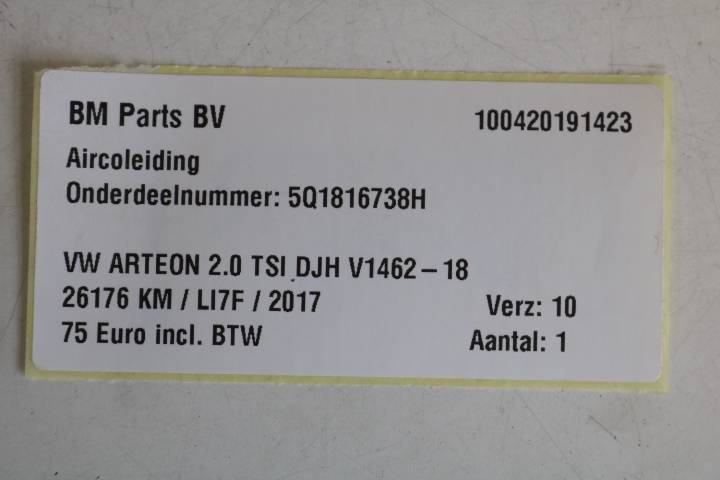 BM Parts BV 100420191423
Aircoleiding
Onderdeelnummer: 5Q1816738H
VW ARTEON 2.0 TSI DJH V1462-18
26176 KM / LI7F / 2017 Verz: 10
75 Euro incl. BTW Aantal: 1